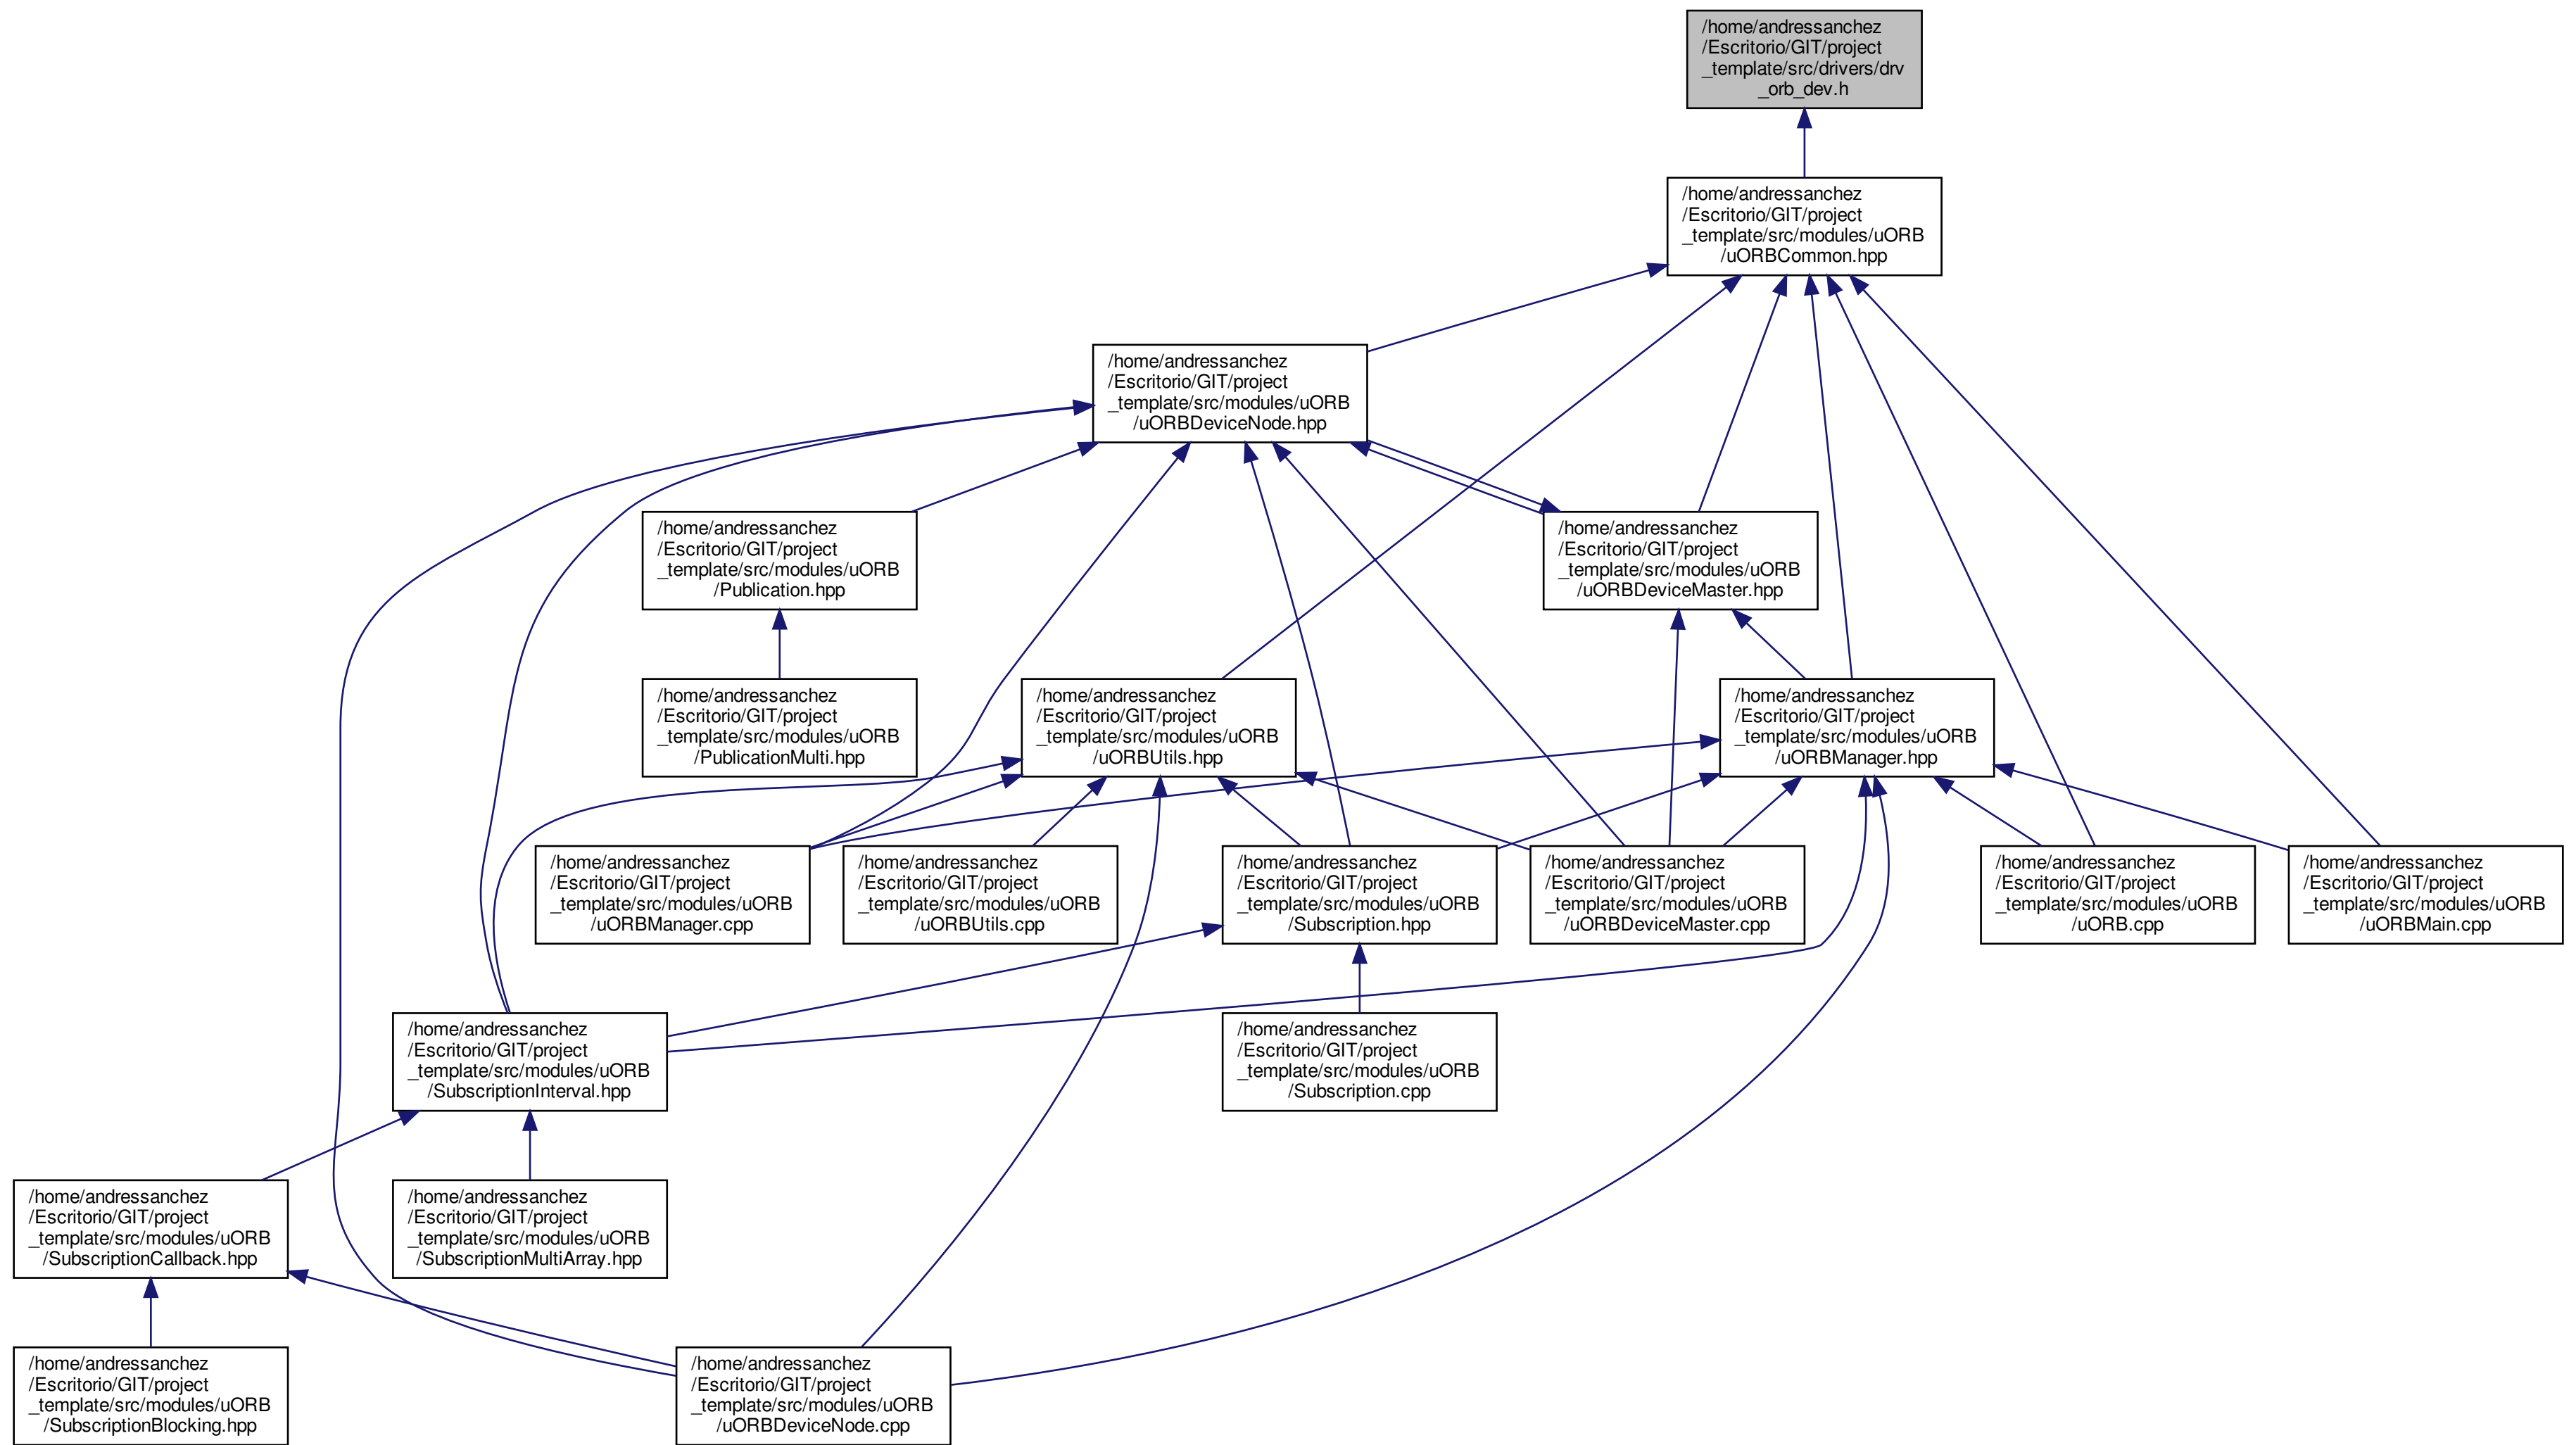 /home/andressanchez
/Escritorio/GIT/project
_template/src/drivers/drv
_orb_dev.h
/home/andressanchez
/Escritorio/GIT/project
_template/src/modules/uORB
/uORBCommon.hpp
/home/andressanchez
/Escritorio/GIT/project
_template/src/modules/uORB
/uORBDeviceNode.hpp
/home/andressanchez
/Escritorio/GIT/project
_template/src/modules/uORB
/Publication.hpp
/home/andressanchez
/Escritorio/GIT/project
_template/src/modules/uORB
/uORBDeviceMaster.hpp
/home/andressanchez
/Escritorio/GIT/project
_template/src/modules/uORB
/PublicationMulti.hpp
/home/andressanchez
/Escritorio/GIT/project
_template/src/modules/uORB
/uORBUtils.hpp
/home/andressanchez
/Escritorio/GIT/project
_template/src/modules/uORB
/uORBManager.hpp
/home/andressanchez
/Escritorio/GIT/project
_template/src/modules/uORB
/uORBManager.cpp
/home/andressanchez
/Escritorio/GIT/project
_template/src/modules/uORB
/uORBUtils.cpp
/home/andressanchez
/Escritorio/GIT/project
_template/src/modules/uORB
/Subscription.hpp
/home/andressanchez
/Escritorio/GIT/project
_template/src/modules/uORB
/uORBDeviceMaster.cpp
/home/andressanchez
/Escritorio/GIT/project
_template/src/modules/uORB
/uORB.cpp
/home/andressanchez
/Escritorio/GIT/project
_template/src/modules/uORB
/uORBMain.cpp
/home/andressanchez
/Escritorio/GIT/project
_template/src/modules/uORB
/SubscriptionInterval.hpp
/home/andressanchez
/Escritorio/GIT/project
_template/src/modules/uORB
/Subscription.cpp
/home/andressanchez
/Escritorio/GIT/project
_template/src/modules/uORB
/SubscriptionCallback.hpp
/home/andressanchez
/Escritorio/GIT/project
_template/src/modules/uORB
/SubscriptionMultiArray.hpp
/home/andressanchez
/Escritorio/GIT/project
_template/src/modules/uORB
/SubscriptionBlocking.hpp
/home/andressanchez
/Escritorio/GIT/project
_template/src/modules/uORB
/uORBDeviceNode.cpp